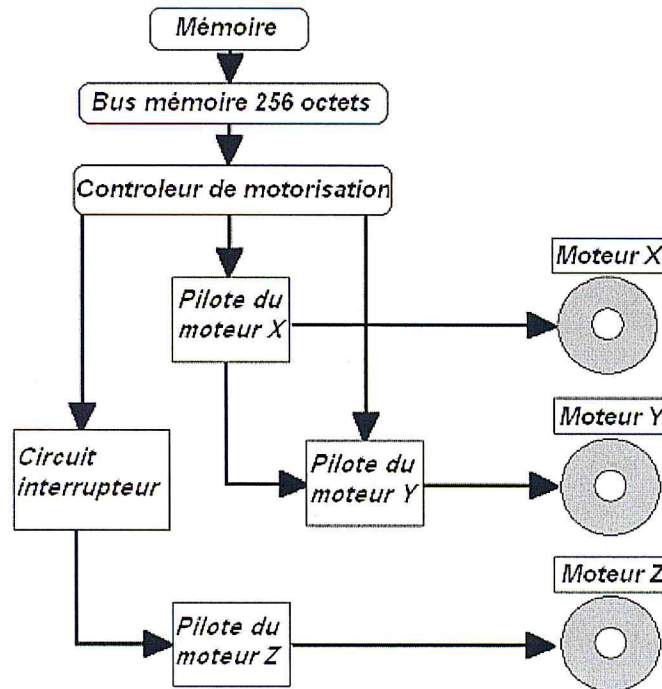 Mémoire
Bus mémoire 256 octets
Controleur de motorisation
Moteur X
Pilote du
moteur X
Moteur Y
Circuit
interrupteur
Pilote du
moteur Y
Moteur Z
Pilote du
moteur Z